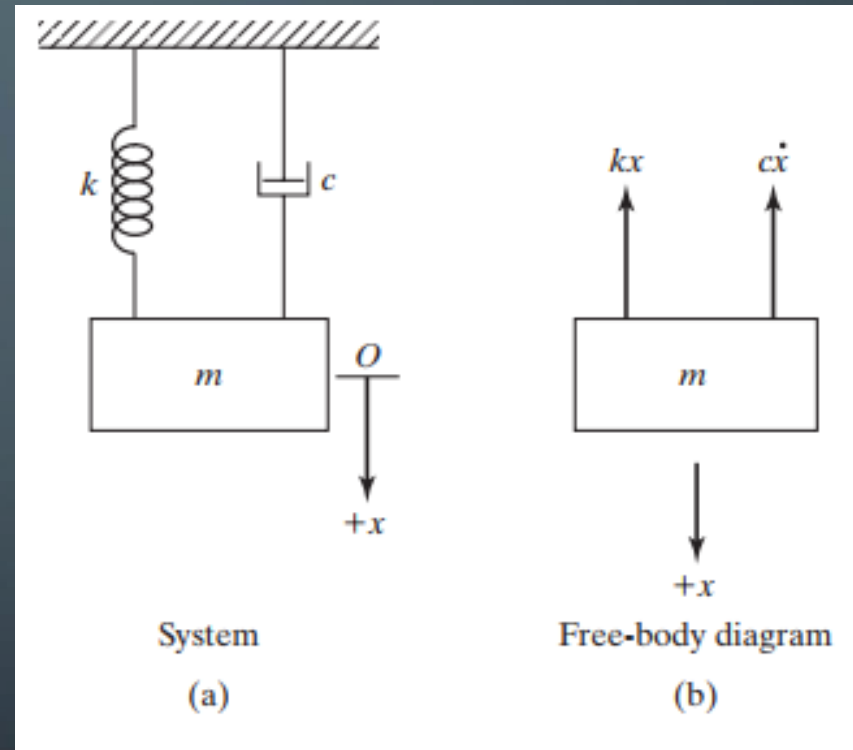 k
c
m
O
+x
System
(a)
kx
cẋ
m
+x
Free-body diagram
(b)